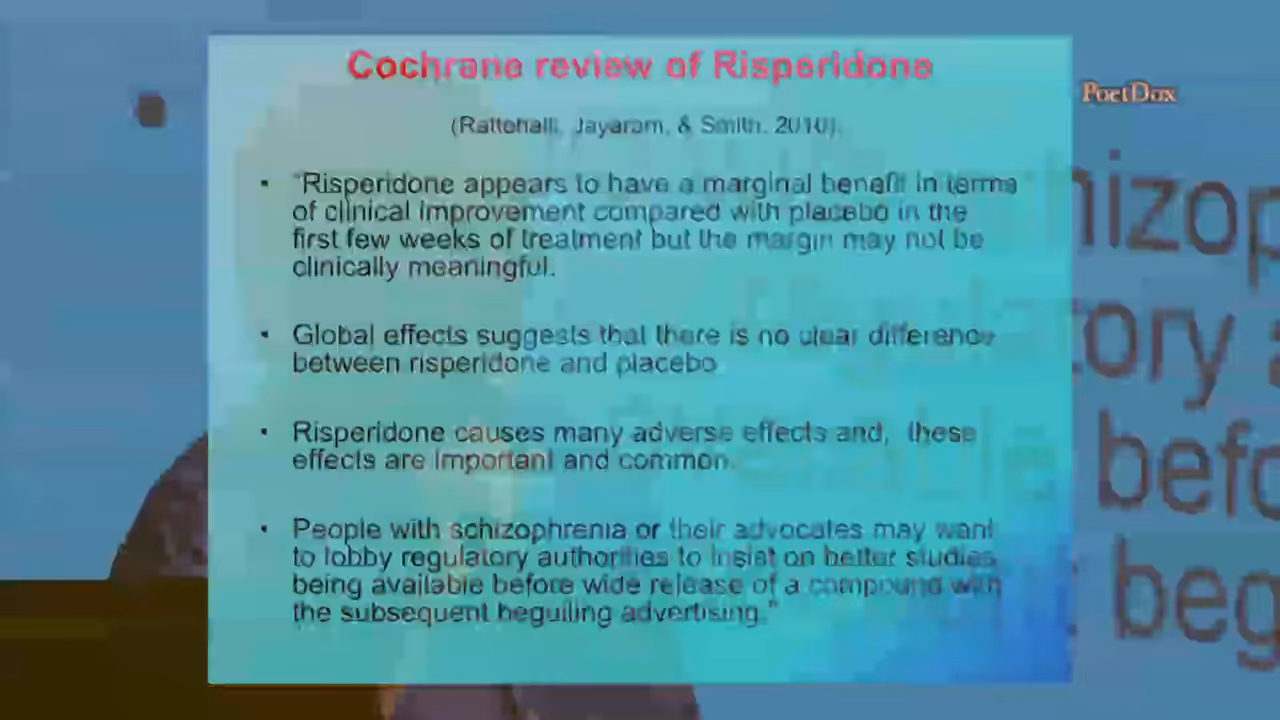 Cochrane review of Risperidone
PoetDox
(Rattehalli, Jayaram, & Smith, 2010).
• "Risperidone appears to have a marginal benefit in terms
of clinical improvement compared with placebo in the
first few weeks of treatment but the margin may not be
clinically meaningful.
• Global effects suggests that there is no clear difference
between risperidone and placebo
• Risperidone causes many adverse effects and, these
effects are important and common.
• People with schizophrenia or their advocates may want
to lobby regulatory authorities to insist on better studies
being available before wide release of a compound with
the subsequent beguiling advertising."
hizop
tory a
befo
beg